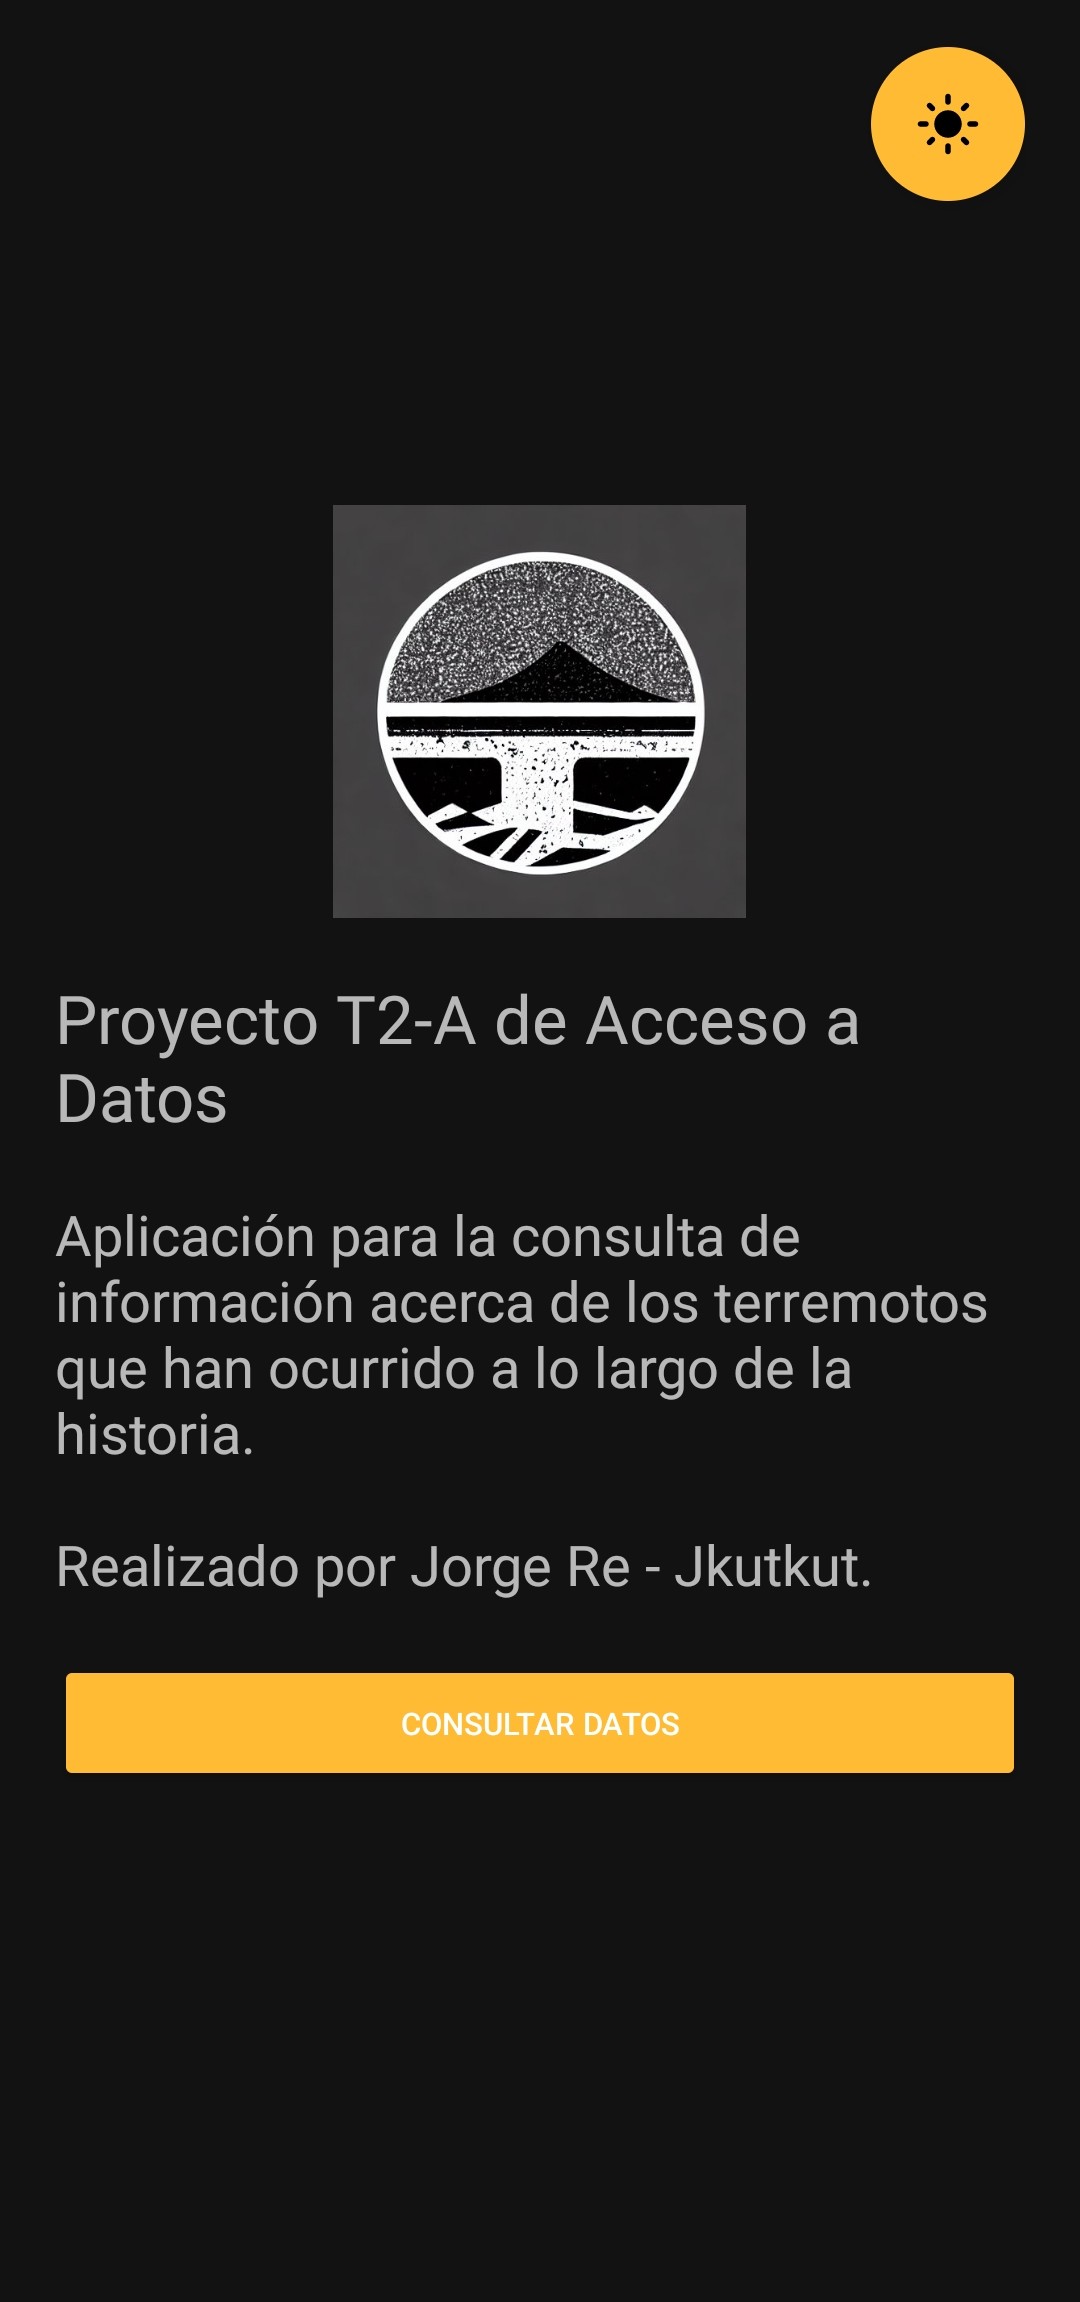 Proyecto T2-A de Acceso a
Datos
Aplicación para la consulta de
información acerca de los terremotos
que han ocurrido a lo largo de la
historia.
Realizado por Jorge Re - Jkutkut.
CONSULTAR DATOS